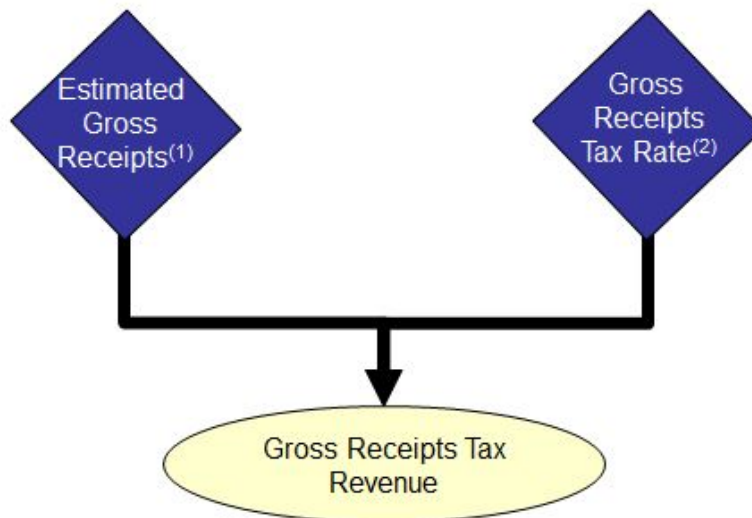 Estimated
Gross
Receipts(1)
Gross
Receipts
Tax Rate(2)
Gross Receipts Tax
Revenue